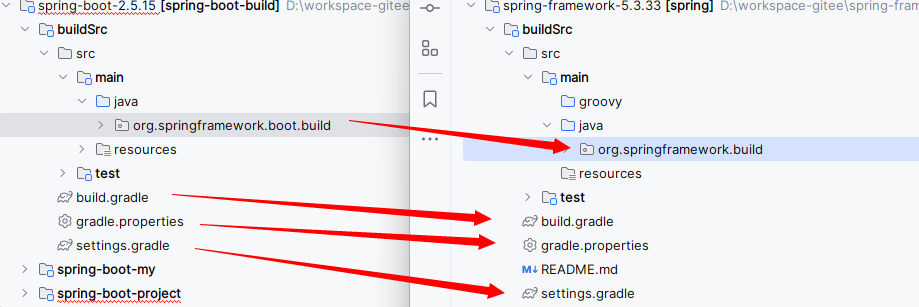 spring-boot-2.5.15 [spring-boot-build] D:\workspace-gitee\
buildSrc
src
main
java
org.springframework.boot.build
resources
test
build.gradle
gradle.properties
settings.gradle
spring-boot-my
spring-boot-project
spring-framework-5.3.33 [spring] D:\workspace-gitee\spring-fram
buildSrc
src
main
groovy
java
org.springframework.build
resources
test
build.gradle
gradle.properties
README.md
settings.gradle